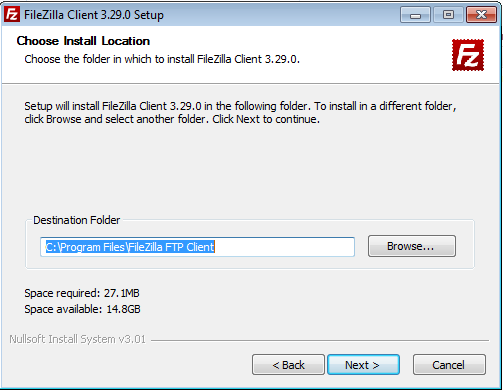 FileZilla Client 3.29.0 Setup
Choose Install Location
Choose the folder in which to install FileZilla Client 3.29.0.
Fz
Setup will install FileZilla Client 3.29.0 in the following folder. To install in a different folder,
click Browse and select another folder. Click Next to continue.
Destination Folder
C:\Program Files\FileZilla FTP Client
Browse...
Space required: 27.1MB
Space available: 14.8GB
Nullsoft Install System v3.01
< Back
Next >
Cancel